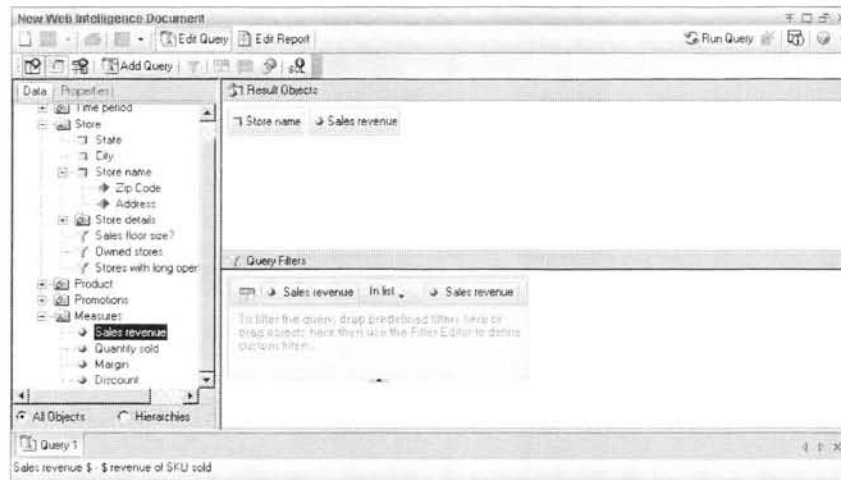 New Web Intelligence Document
Edit Query Edit Report Run Query
Add Query
Data Properties
Time period
Store
State
City
Store name
Zip Code
Address
Store details
Sales floor size?
Owned stores
Stores with long oper
Product
Promotions
Measures
Sales revenue
Quantity sold
Margin
Discount
All Objects Hierarchies
Result Objects
Store name Sales revenue
Query Filters
Sales revenue In list Sales revenue
To filter the query, drop predefined filters here or
drag objects here then use the Filter Editor to define
custom filters.
Query 1
Sales revenue $ - $ revenue of SKU sold